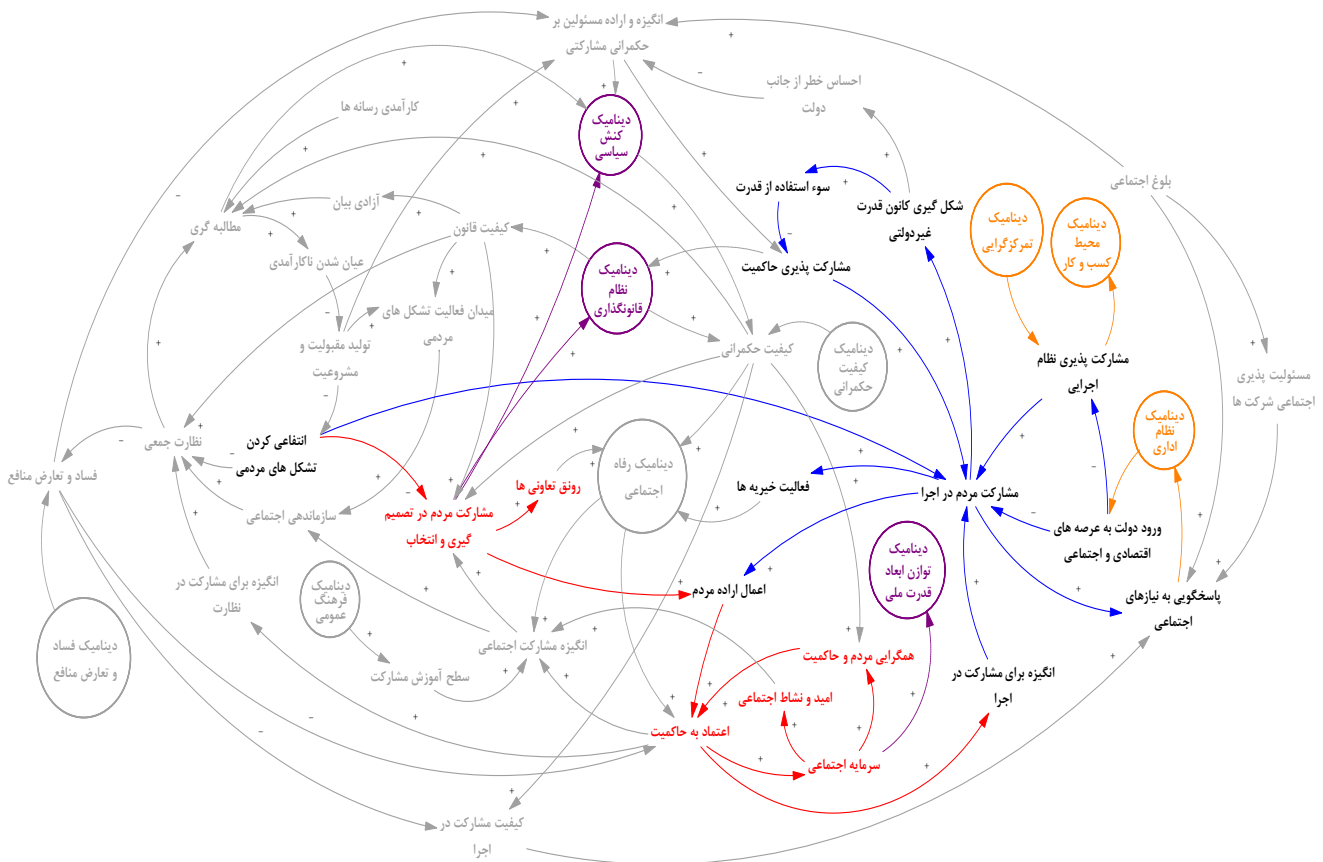 انگیزه و اراده مسئولین بر
حکمرانی مشارکتی
احساس خطر از جانب
دولت
کارآمدی رسانه ها
دینامیک
کنش
سیاسی
سوء استفاده از قدرت
شکل گیری کانون قدرت
غیردولتی
بلوغ اجتماعی
دینامیک
تمرکزگرایی
دینامیک
محیط
کسب و کار
آزادی بیان
مطالبه گری
کیفیت قانون
عیان شدن ناکارآمدی
مشارکت پذیری حاکمیت
دینامیک
نظام
قانونگذاری
میدان فعالیت تشکل های
مردمی
تولید مقبولیت و
مشروعیت
کیفیت حکمرانی
دینامیک
کیفیت
حکمرانی
مشارکت پذیری نظام
اجرایی
مسئولیت پذیری
اجتماعی شرکت ها
دینامیک
نظام
اداری
انتفاعی کردن
تشکل های مردمی
نظارت جمعی
فساد و تعارض منافع
دینامیک رفاه
اجتماعی
رونق تعاونی ها
فعالیت خیریه ها
مشارکت مردم در اجرا
مشارکت مردم در تصمیم
گیری و انتخاب
سازماندهی اجتماعی
ورود دولت به عرصه های
اقتصادی و اجتماعی
دینامیک
توازن ابعاد
قدرت ملی
انگیزه برای مشارکت در
نظارت
دینامیک
فرهنگ
عمومی
اعمال اراده مردم
پاسخگویی به نیازهای
اجتماعی
دینامیک فساد
و تعارض منافع
انگیزه مشارکت اجتماعی
همگرایی مردم و حاکمیت
سطح آموزش مشارکت
انگیزه برای مشارکت در
اجرا
امید و نشاط اجتماعی
اعتماد به حاکمیت
سرمایه اجتماعی
کیفیت مشارکت در
اجرا